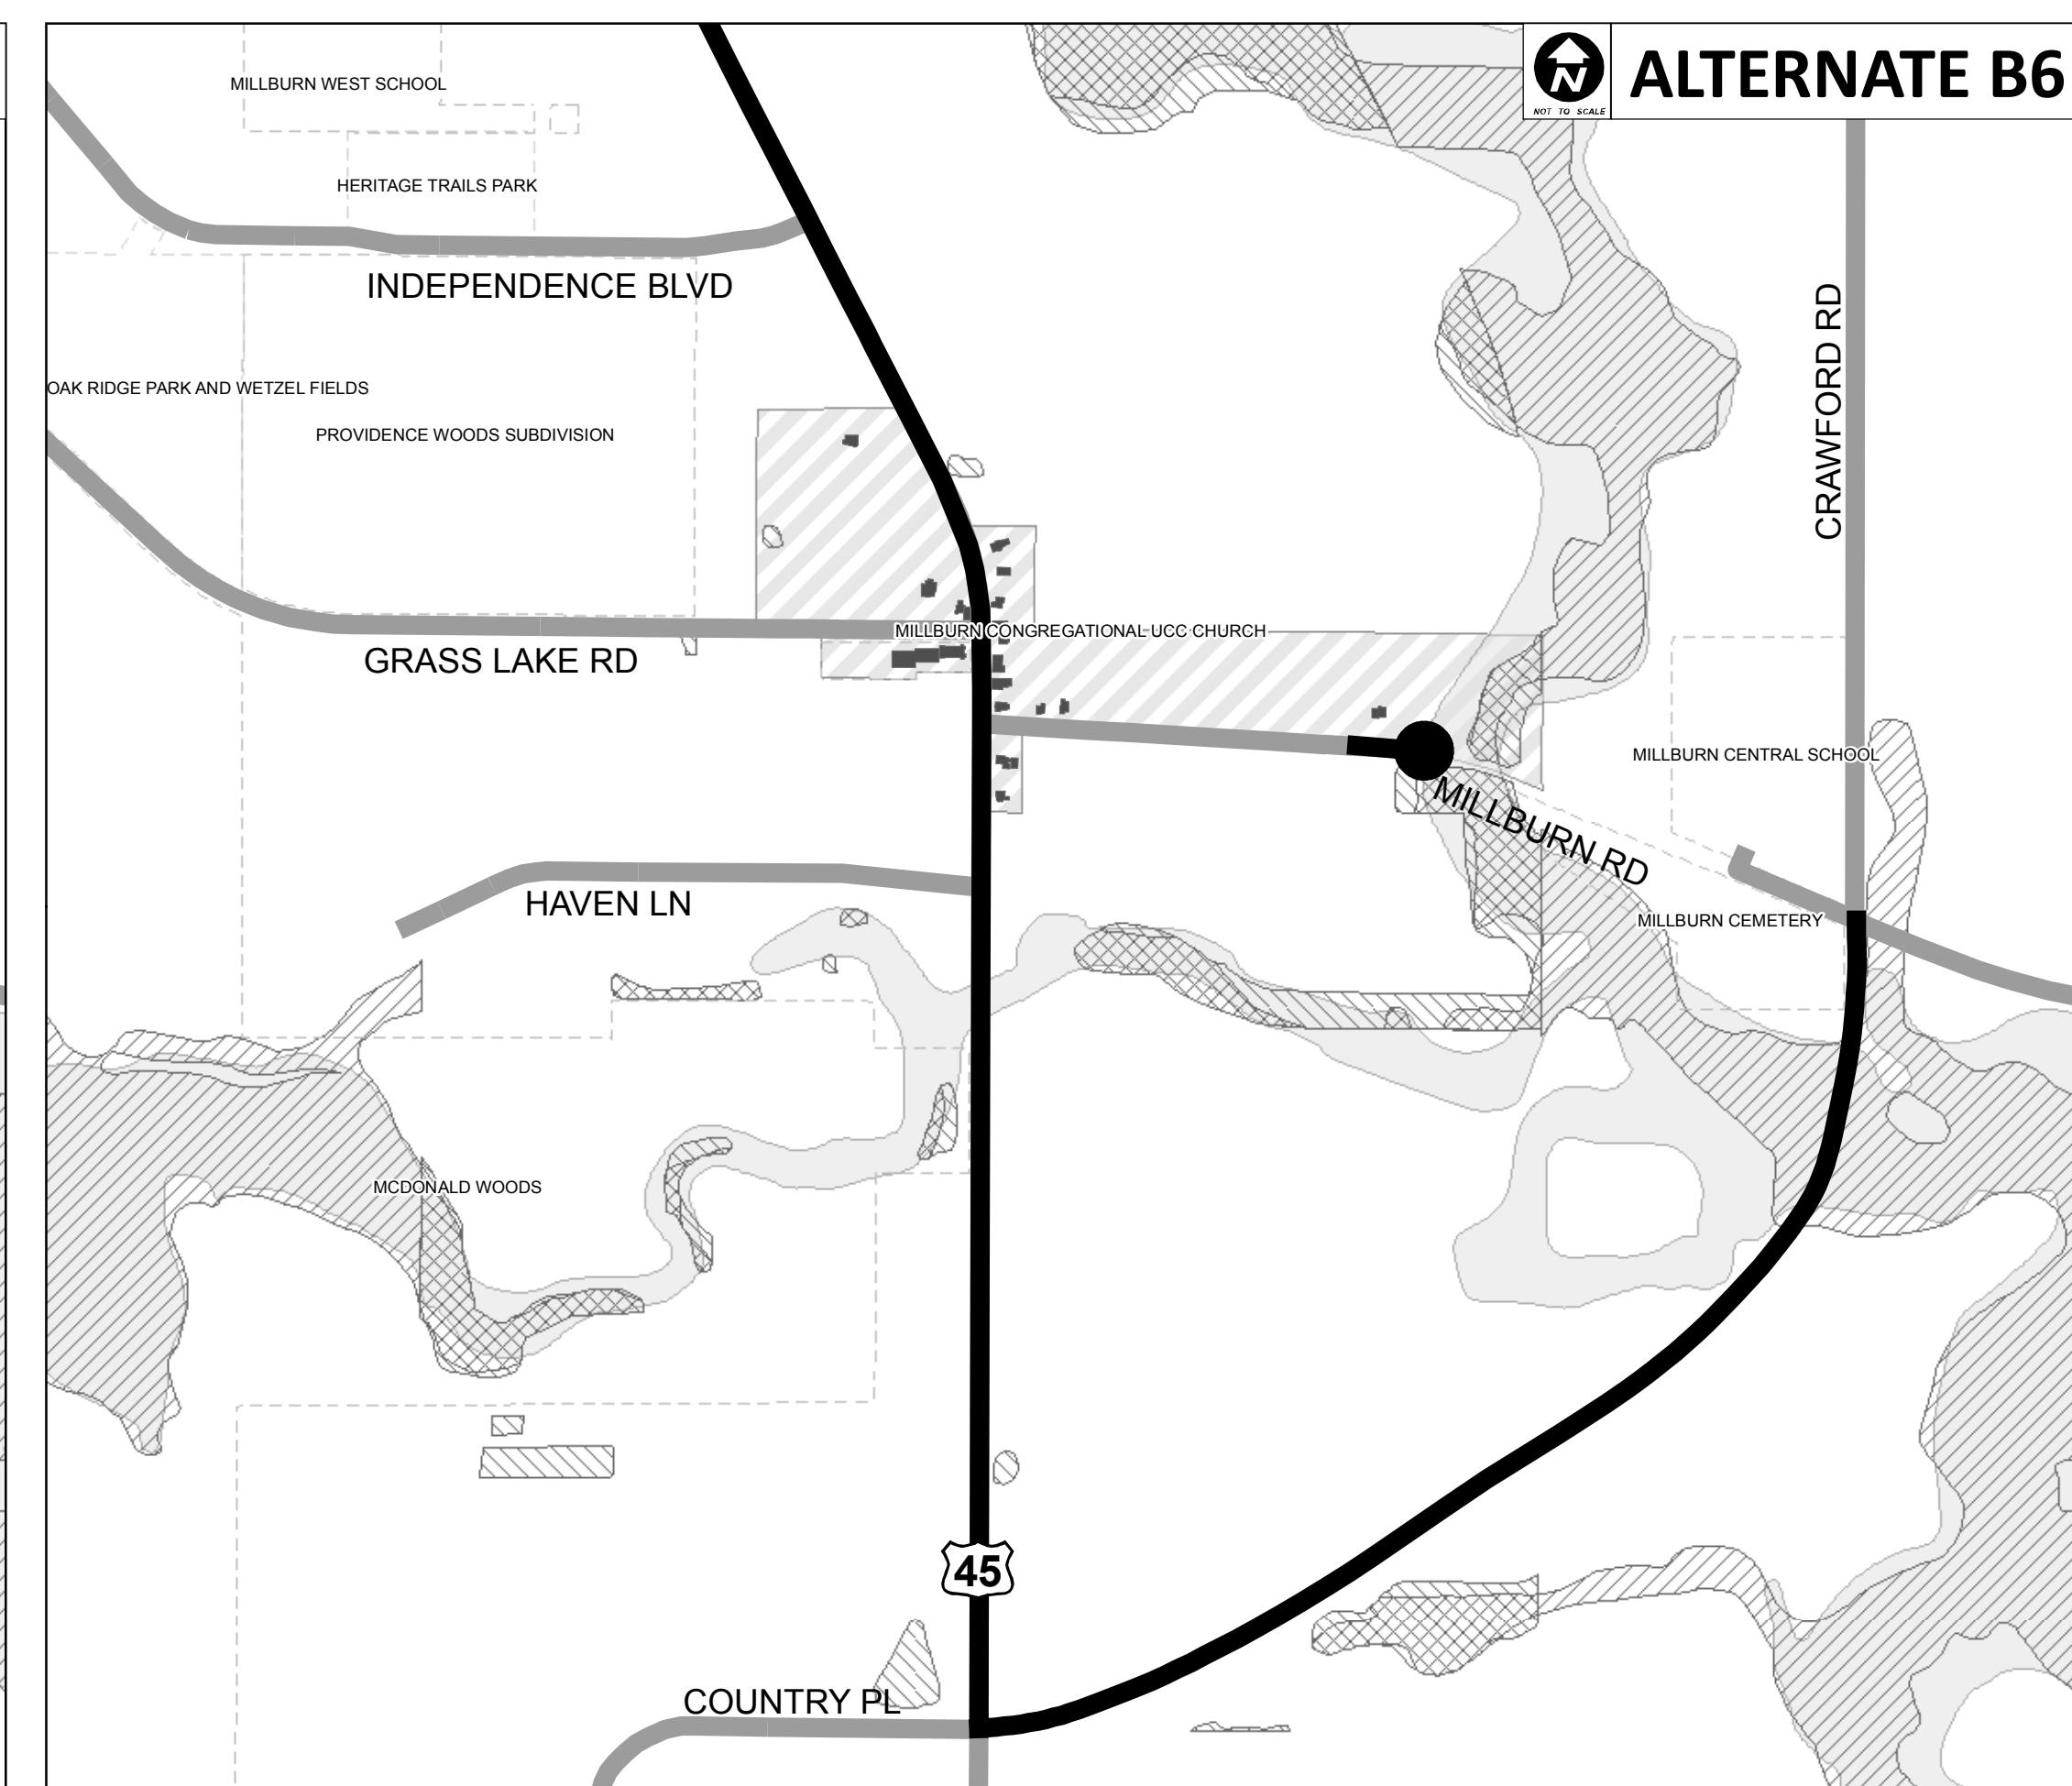 N
NOT TO SCALE
ALTERNATE B6
MILLBURN WEST SCHOOL
HERITAGE TRAILS PARK
INDEPENDENCE BLVD
CRAWFORD RD
OAK RIDGE PARK AND WETZEL FIELDS
PROVIDENCE WOODS SUBDIVISION
MILLBURN CONGREGATIONAL UCC CHURCH
GRASS LAKE RD
MILLBURN CENTRAL SCHOOL
MILLBURN RD
HAVEN LN
MILLBURN CEMETERY
MCDONALD WOODS
45
COUNTRY PL